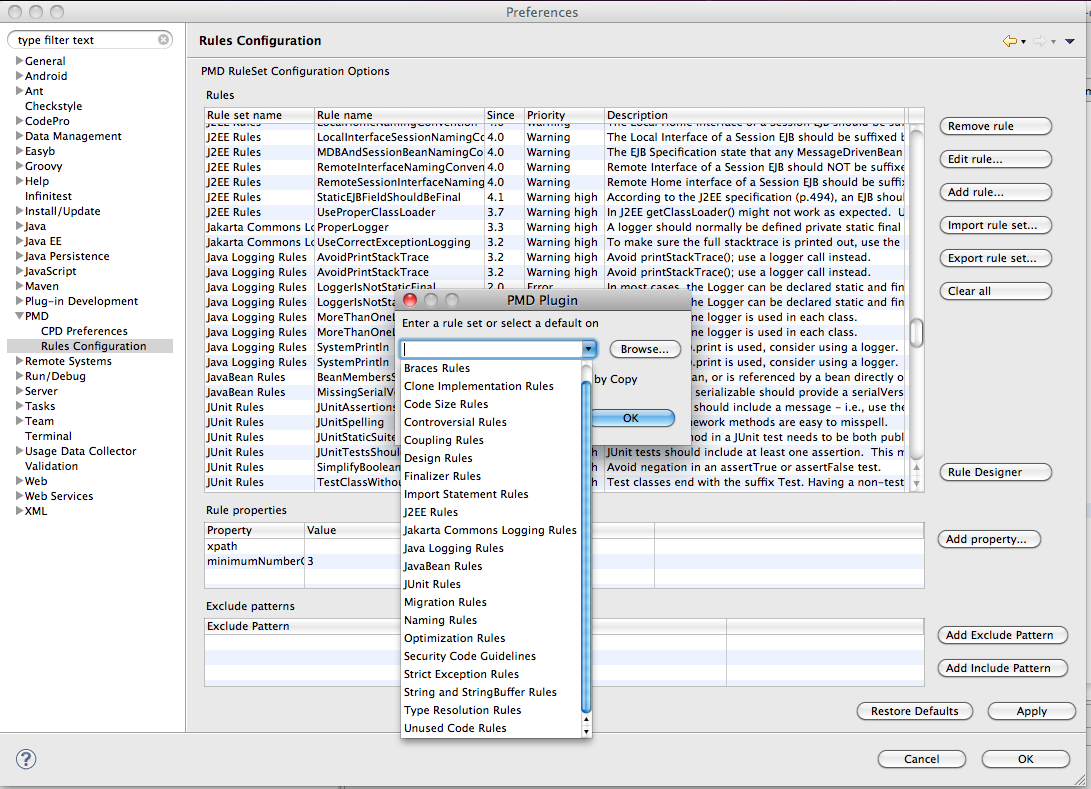 Preferences
type filter text
General
Android
Ant
Checkstyle
CodePro
Data Management
Easyb
Groovy
Help
Infinitest
Install/Update
Java
Java EE
Java Persistence
JavaScript
Maven
Plug-in Development
PMD
CPD Preferences
Rules Configuration
Remote Systems
Run/Debug
Server
Tasks
Team
Terminal
Usage Data Collector
Validation
Web
Web Services
XML
Rules Configuration
PMD RuleSet Configuration Options
Rules
Rule set name Rule name Since Priority Description
J2EE Rules LocalHomeNamingConvention 4.0 Warning The Local Home interface of a Session EJB should be suf
J2EE Rules LocalInterfaceSessionNamingCo 4.0 Warning The Local Interface of a Session EJB should be suffixed b
J2EE Rules MDBAndSessionBeanNamingCo 4.0 Warning The EJB Specification state that any MessageDrivenBean
J2EE Rules RemoteInterfaceNamingConven 4.0 Warning Remote Interface of a Session EJB should NOT be suffixe
J2EE Rules RemoteSessionInterfaceNaming 4.0 Warning Remote Home interface of a Session EJB should be suffix
J2EE Rules StaticEJBFieldShouldBeFinal 4.1 Warning high According to the J2EE specification (p.494), an EJB shoul
J2EE Rules UseProperClassLoader 3.7 Warning high In J2EE getClassLoader() might not work as expected. U
Jakarta Commons Lo ProperLogger 3.3 Warning high A logger should normally be defined private static final
Jakarta Commons Lo UseCorrectExceptionLogging 3.2 Warning high To make sure the full stacktrace is printed out, use the
Java Logging Rules AvoidPrintStackTrace 3.2 Warning high Avoid printStackTrace(); use a logger call instead.
Java Logging Rules AvoidPrintStackTrace 3.2 Warning high Avoid printStackTrace(); use a logger call instead.
Java Logging Rules LoggerIsNotStaticFinal 2.0 Error In most cases, the Logger can be declared static and fin
Java Logging Rules LoggerIsNotSta the Logger can be declared static and fin
Java Logging Rules MoreThanOneL ne logger is used in each class.
Java Logging Rules MoreThanOneL ne logger is used in each class.
Java Logging Rules SystemPrintln .print is used, consider using a logger.
Java Logging Rules SystemPrintln .print is used, consider using a logger.
JavaBean Rules BeanMembersS an, or is referenced by a bean directly o
JavaBean Rules MissingSerialVe serializable should provide a serialVers
JUnit Rules JUnitAssertions should include a message - i.e., use the
JUnit Rules JUnitSpelling ework methods are easy to misspell.
JUnit Rules JUnitStaticSuite hod in a JUnit test needs to be both publ
JUnit Rules JUnitTestsShoul h JUnit tests should include at least one assertion. This m
JUnit Rules SimplifyBoolean h Avoid negation in an assertTrue or assertFalse test.
JUnit Rules TestClassWithou h Test classes end with the suffix Test. Having a non-test
Remove rule
Edit rule...
Add rule...
Import rule set...
Export rule set...
Clear all
Rule Designer
PMD Plugin
Enter a rule set or select a default on
Browse...
by Copy
OK
Braces Rules
Clone Implementation Rules
Code Size Rules
Controversial Rules
Coupling Rules
Design Rules
Finalizer Rules
Import Statement Rules
J2EE Rules
Jakarta Commons Logging Rules
Java Logging Rules
JavaBean Rules
JUnit Rules
Migration Rules
Naming Rules
Optimization Rules
Security Code Guidelines
Strict Exception Rules
String and StringBuffer Rules
Type Resolution Rules
Unused Code Rules
Rule properties
Property Value
xpath
minimumNumberC 3
Add property...
Exclude patterns
Exclude Pattern
Add Exclude Pattern
Add Include Pattern
Restore Defaults Apply
? Cancel OK